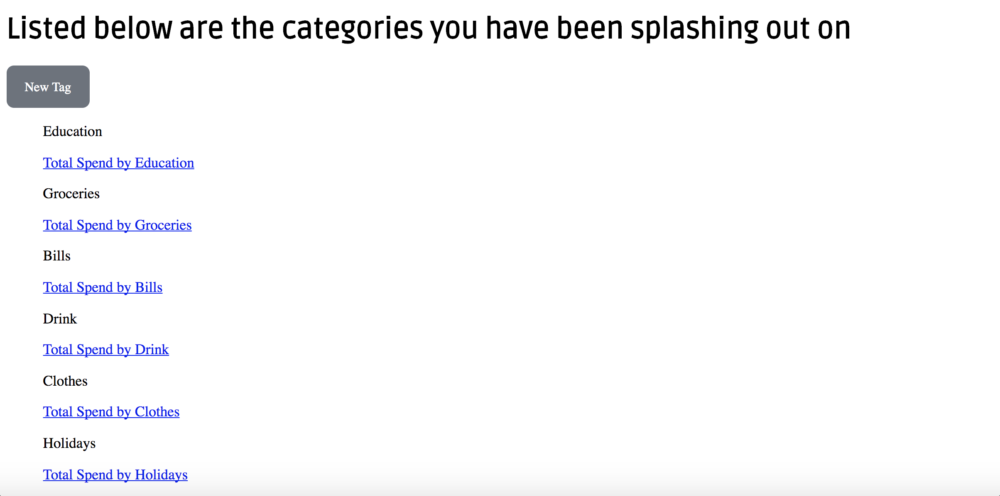 Listed below are the categories you have been splashing out on
New Tag
Education
Total Spend by Education
Groceries
Total Spend by Groceries
Bills
Total Spend by Bills
Drink
Total Spend by Drink
Clothes
Total Spend by Clothes
Holidays
Total Spend by Holidays